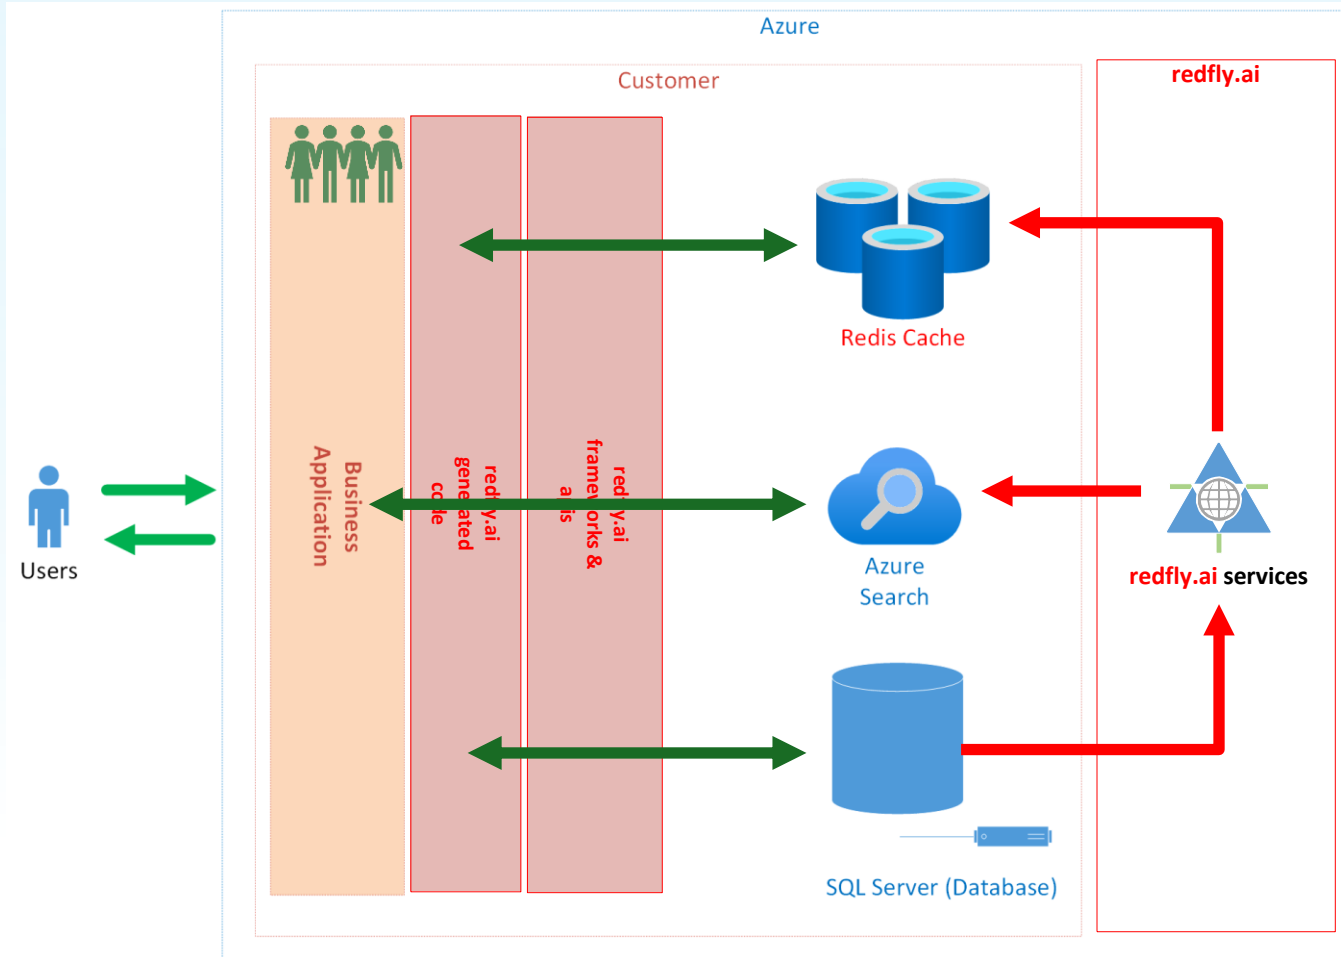 Azure
Customer
redfly.ai
Redis Cache
Business
Application
redfly.ai
generated
code
redfly.ai
frameworks &
Azure
Search
redfly.ai services
Users
SQL Server (Database)